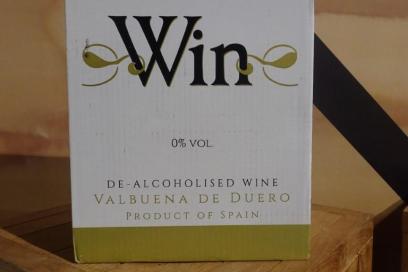 Win
0% VOL.
DE-ALCOHOLISED WINE
VALBUENA DE DUERO
PRODUCT OF SPAIN